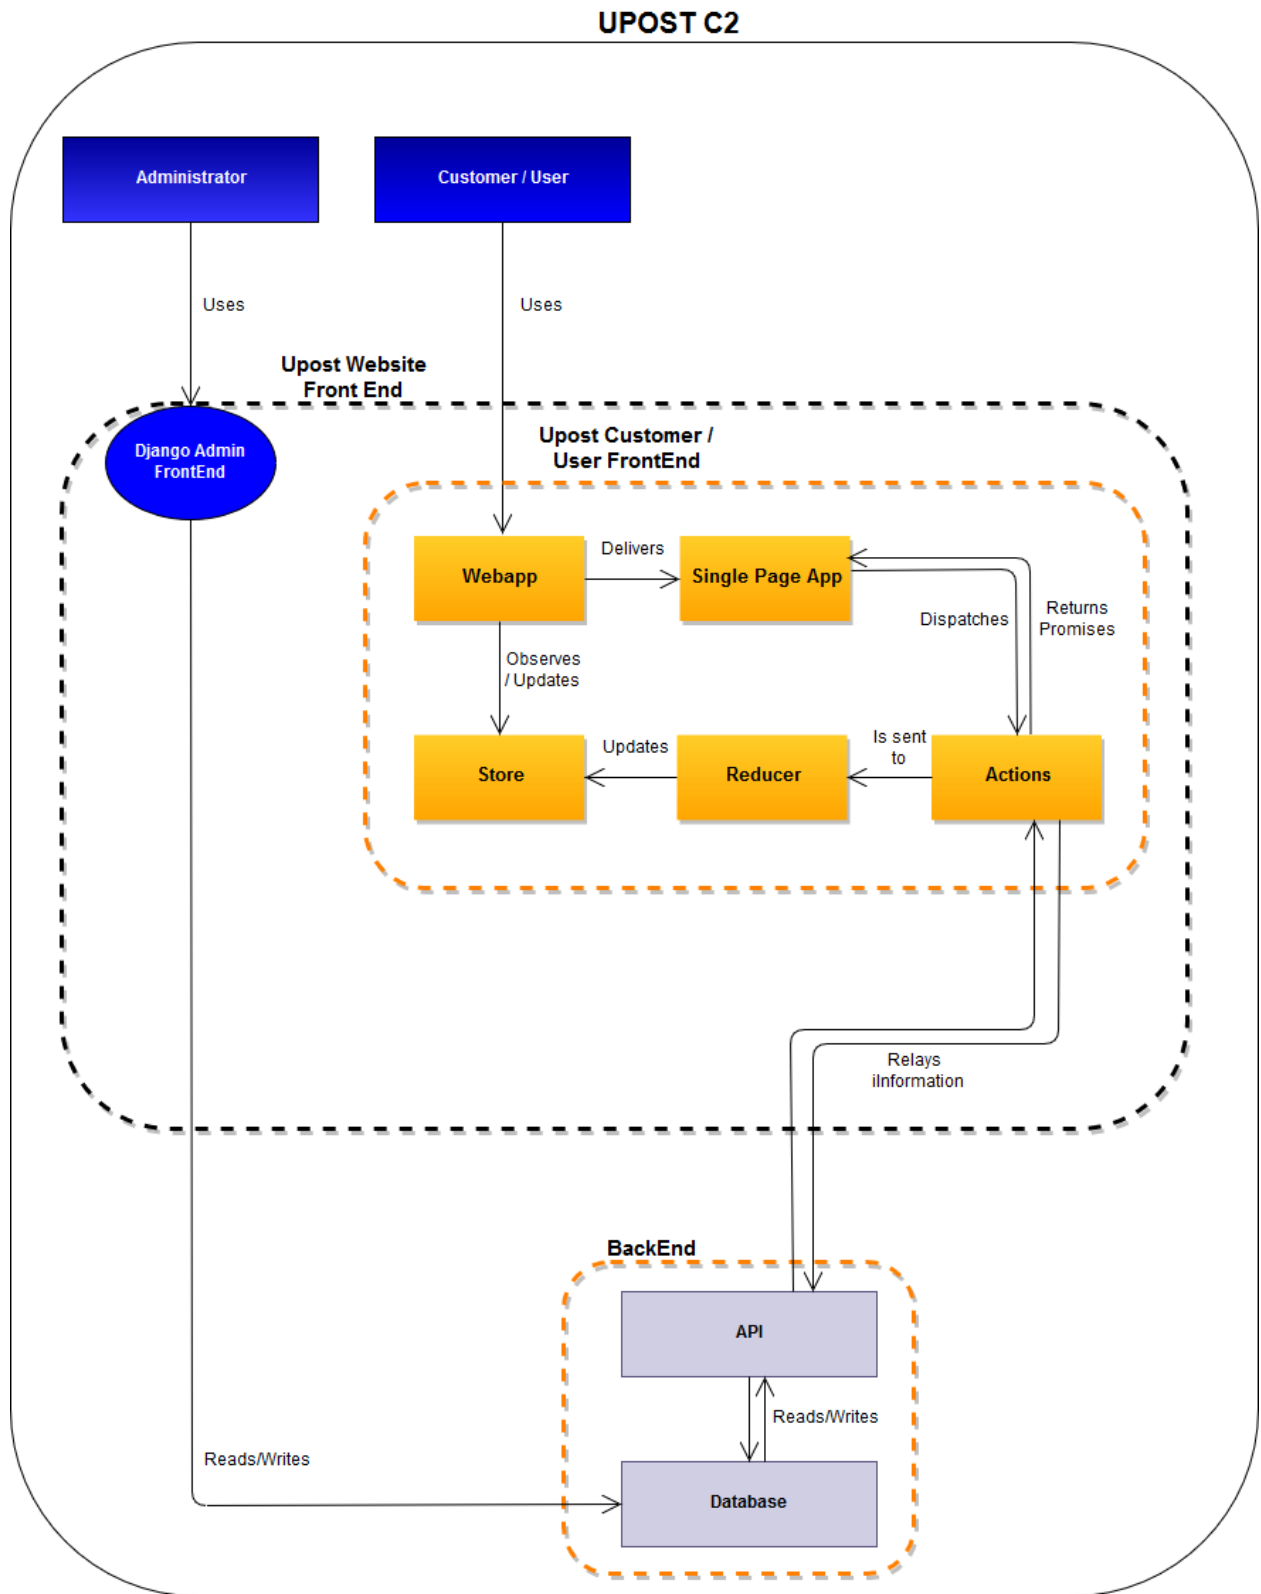 UPOST C2
Administrator
Customer / User
Uses
Uses
Upost Website
Front End
Upost Customer /
User FrontEnd
Django Admin
FrontEnd
Webapp
Delivers
Single Page App
Dispatches
Returns
Promises
Observes
/ Updates
Store
Updates
Reducer
Is sent
to
Actions
Relays
iInformation
BackEnd
API
Reads/Writes
Reads/Writes
Database